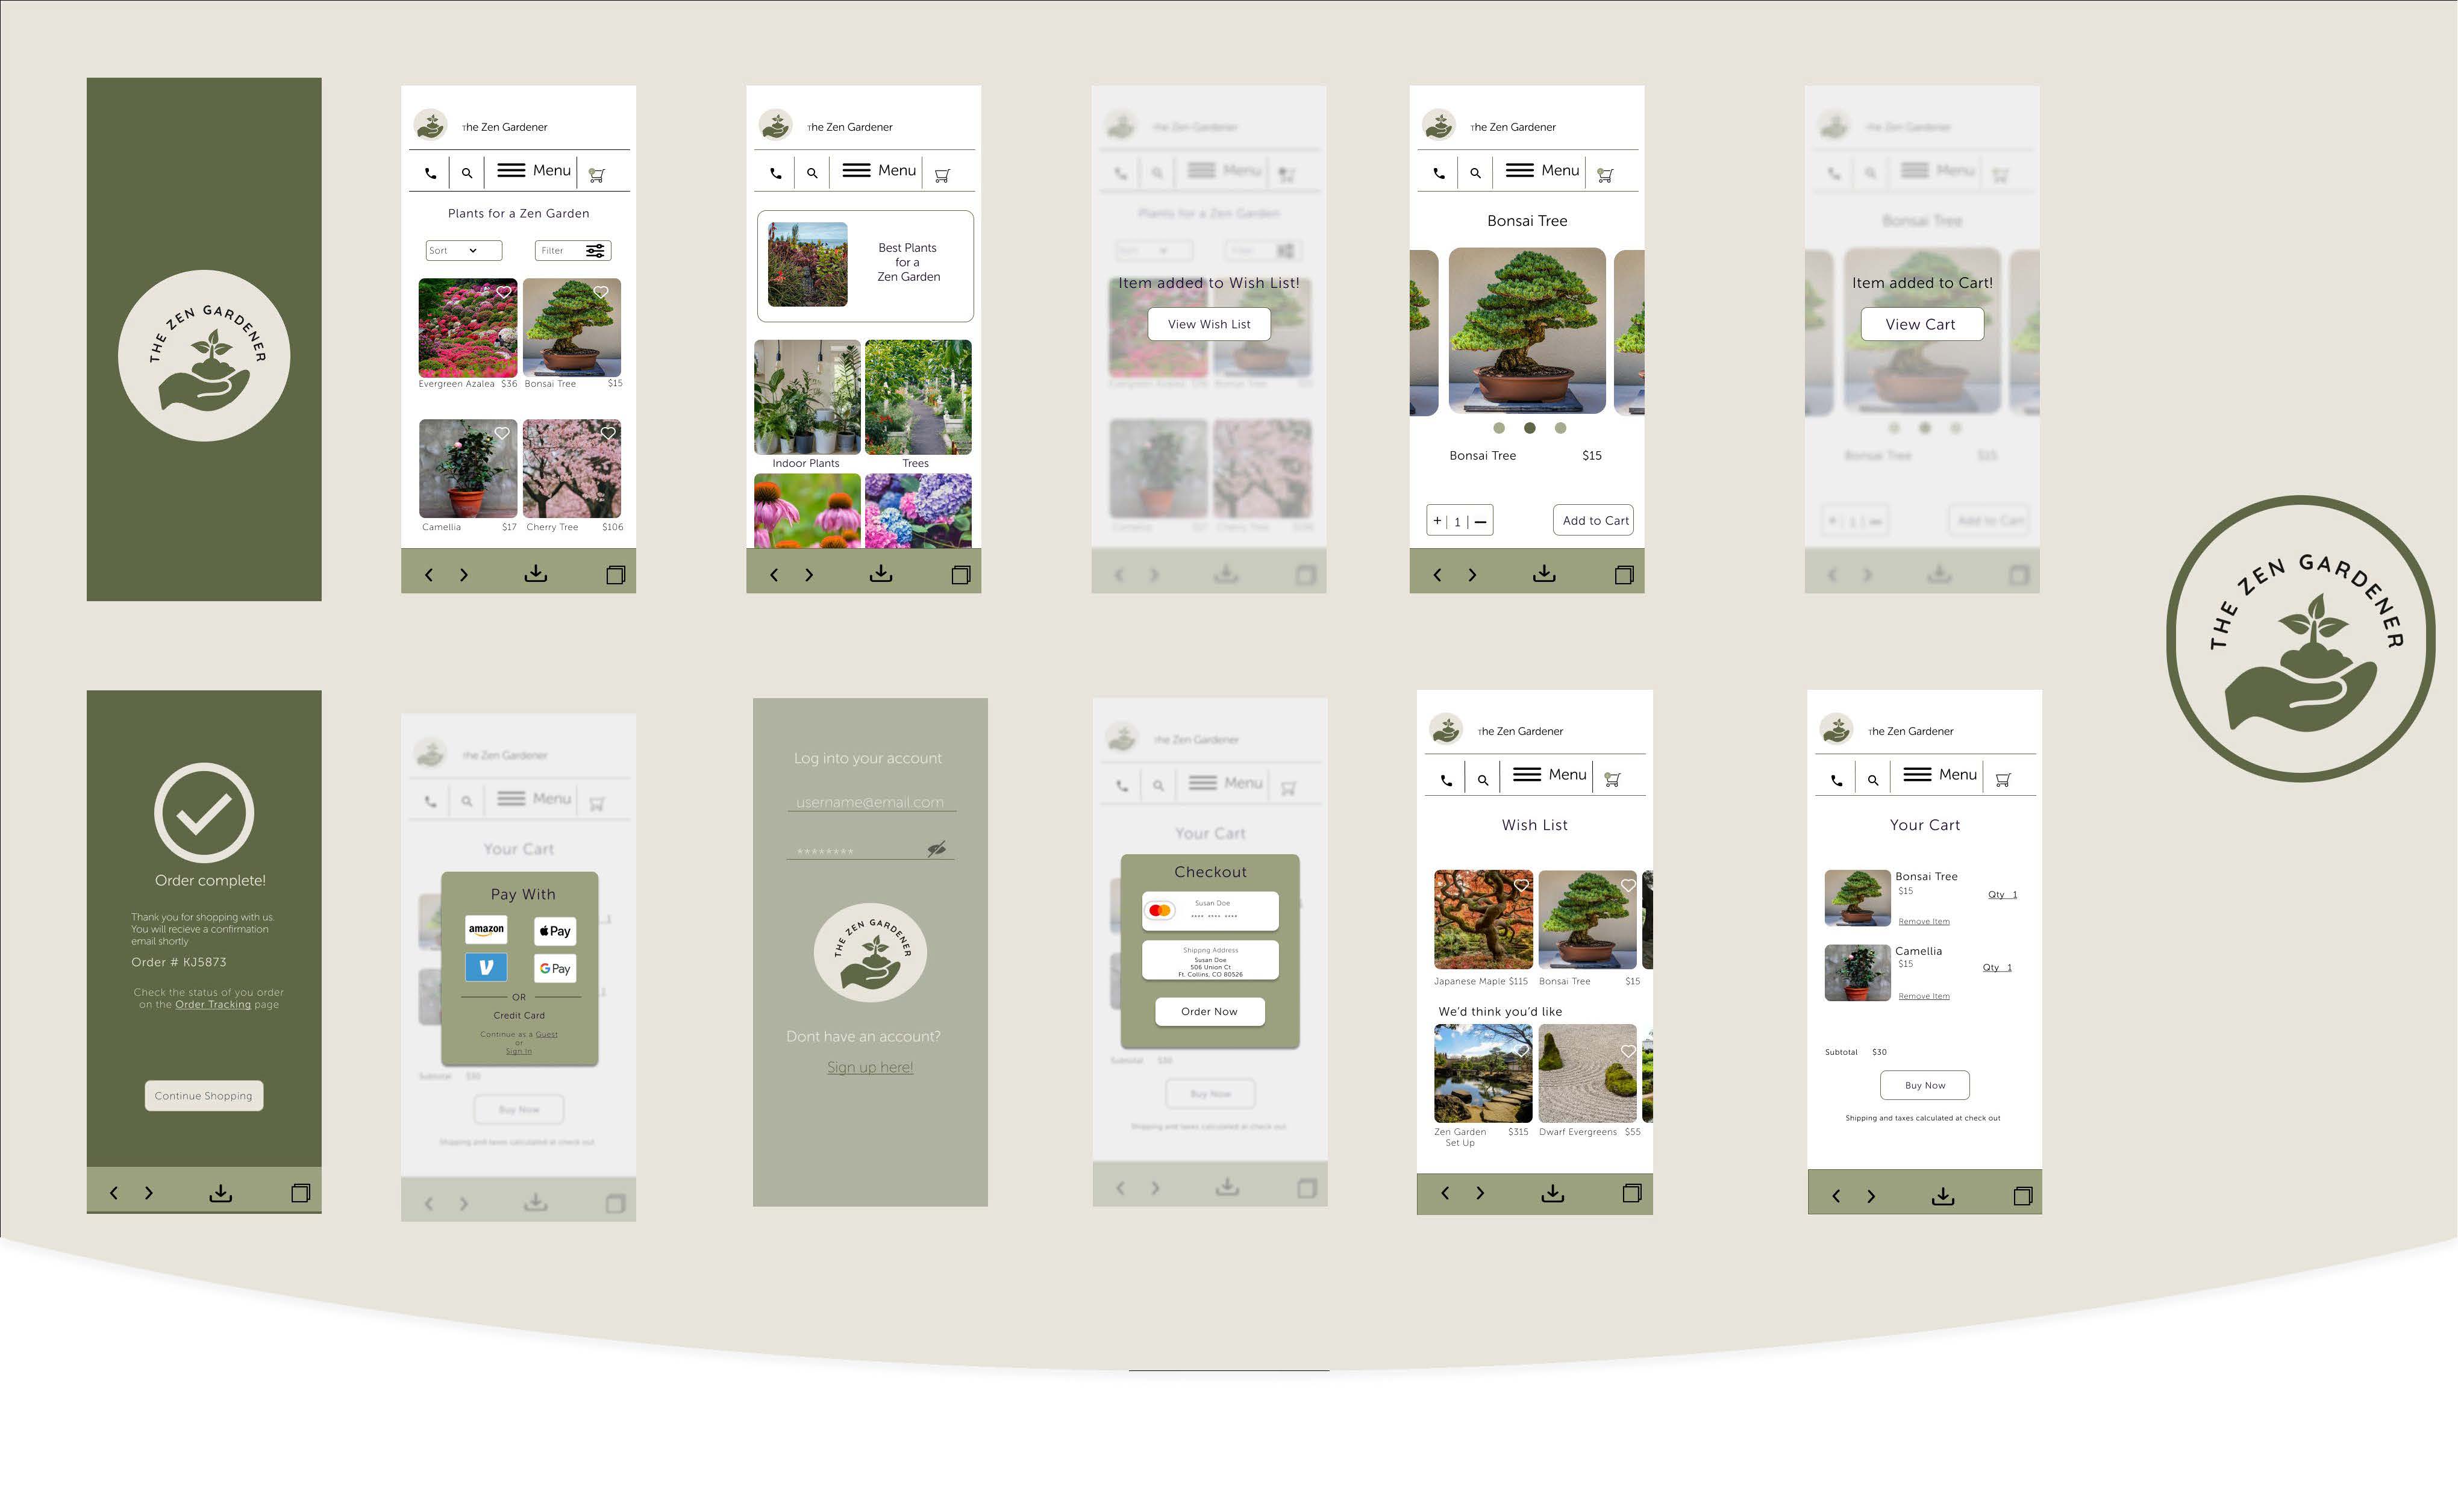 THE ZEN GARDENER
The Zen Gardener
Menu
Plants for a Zen Garden
Sort
Filter
Evergreen Azalea $36
Bonsai Tree $15
Camellia $17
Cherry Tree $106
The Zen Gardener
Menu
Best Plants
for a
Zen Garden
Indoor Plants
Trees
The Zen Gardener
Menu
Plants for a Zen Garden
Item added to Wish List!
View Wish List
The Zen Gardener
Menu
Bonsai Tree
Bonsai Tree $15
+ | 1 | —
Add to Cart
The Zen Gardener
Menu
Bonsai Tree
Item added to Cart!
View Cart
Bonsai Tree $15
Add to Cart
THE ZEN GARDENER
Order complete!
Thank you for shopping with us.
You will recieve a confirmation
email shortly
Order # KJ5873
Check the status of you order
on the Order Tracking page
Continue Shopping
The Zen Gardener
Menu
Your Cart
Pay With
amazon
Pay
V
G Pay
OR
Credit Card
Continue as a Guest
or
Sign In
Subtotal $30
Buy Now
Shipping and taxes calculated at check out
Log into your account
username@email.com
********
THE ZEN GARDENER
Dont have an account?
Sign up here!
The Zen Gardener
Menu
Your Cart
Checkout
Susan Doe
**** **** ****
Shippng Address
Susan Doe
506 Union Ct
Ft. Collins, CO 80526
Order Now
Subtotal $30
Buy Now
Shipping and taxes calculated at check out
The Zen Gardener
Menu
Wish List
Japanese Maple $115
Bonsai Tree $15
We'd think you'd like
Zen Garden $315
Set Up
Dwarf Evergreens $55
The Zen Gardener
Menu
Your Cart
Bonsai Tree
$15
Qty 1
Remove Item
Camellia
$15
Qty 1
Remove Item
Subtotal $30
Buy Now
Shipping and taxes calculated at check out